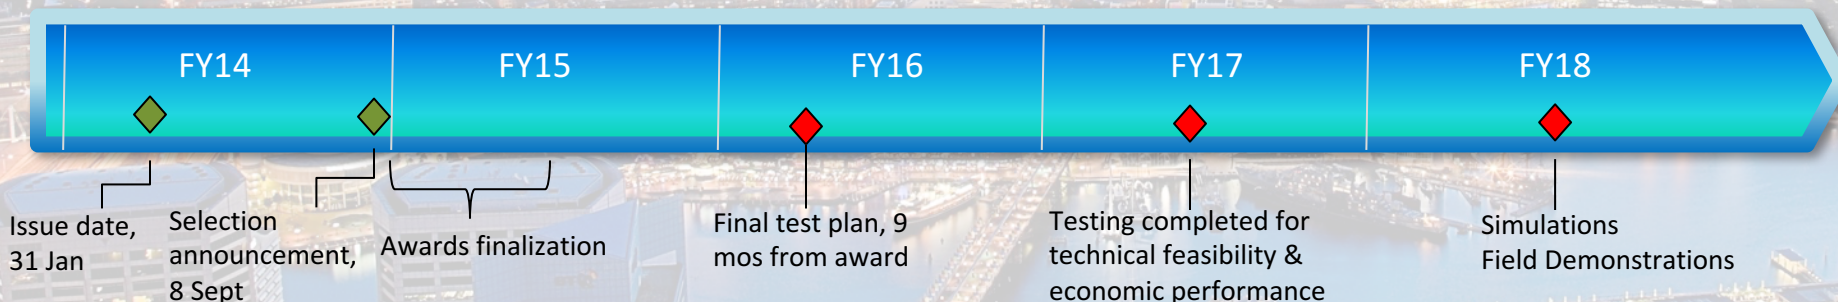 FY14
FY15
FY16
FY17
FY18
Issue date,
31 Jan
Selection
announcement,
8 Sept
Awards finalization
Final test plan, 9
mos from award
Testing completed for
technical feasibility &
economic performance
Simulations
Field Demonstrations